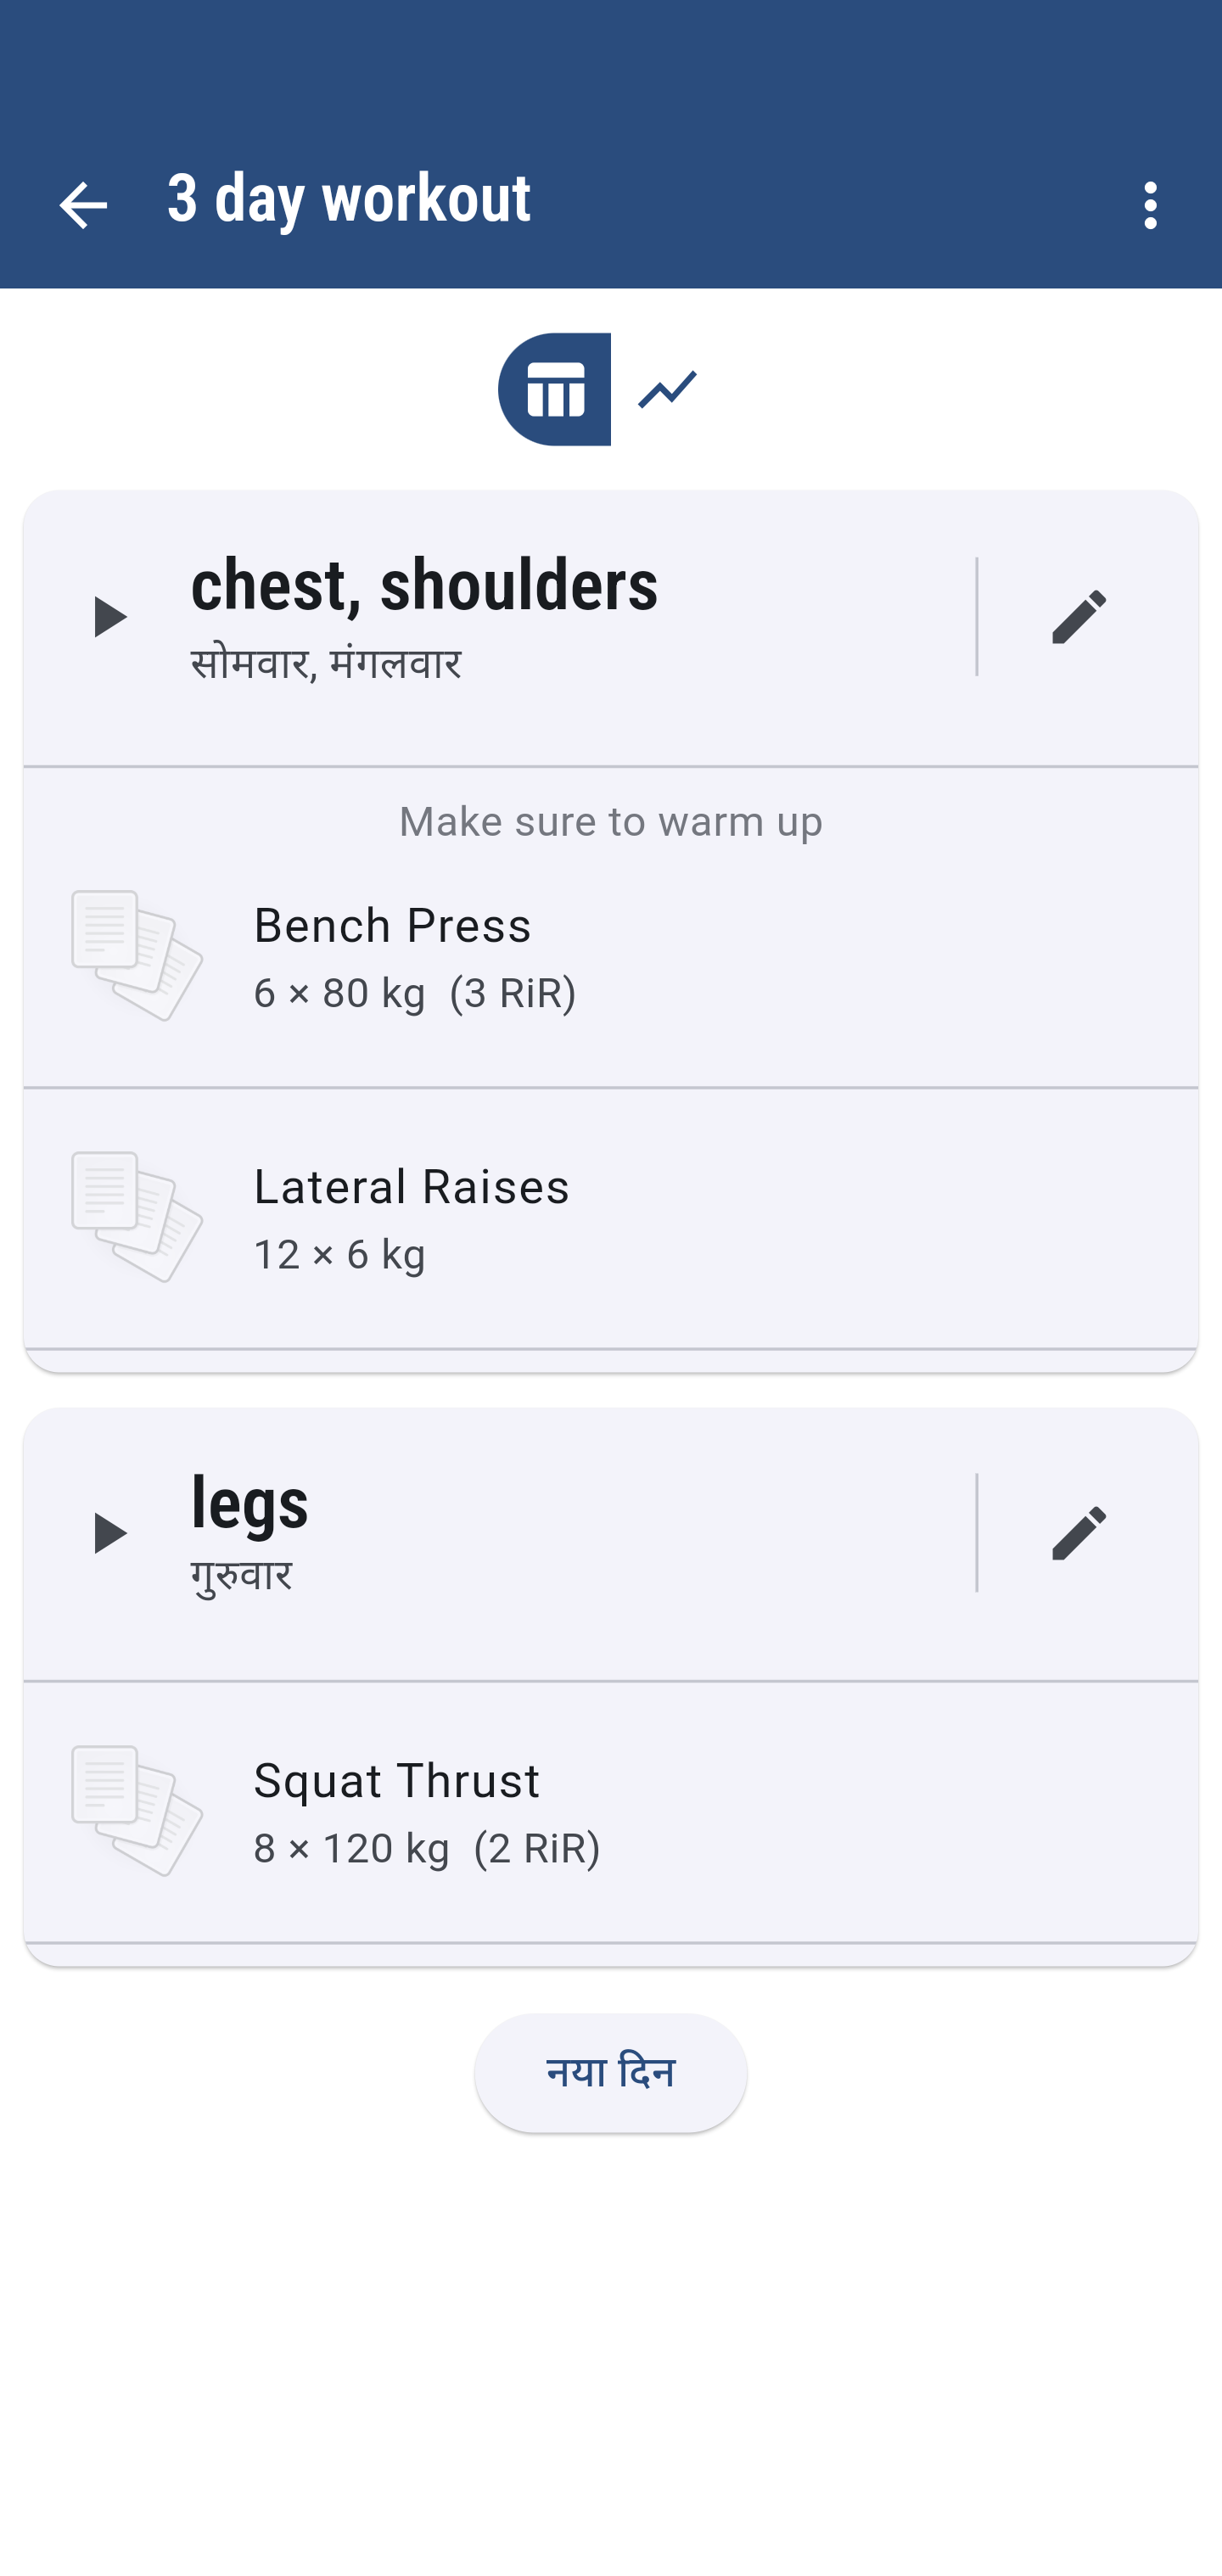 3 day workout
chest, shoulders
सोमवार, मंगलवार
Make sure to warm up
Bench Press
6 × 80 kg  (3 RiR)
Lateral Raises
12 × 6 kg
legs
गुरुवार
Squat Thrust
8 × 120 kg  (2 RiR)
नया दिन